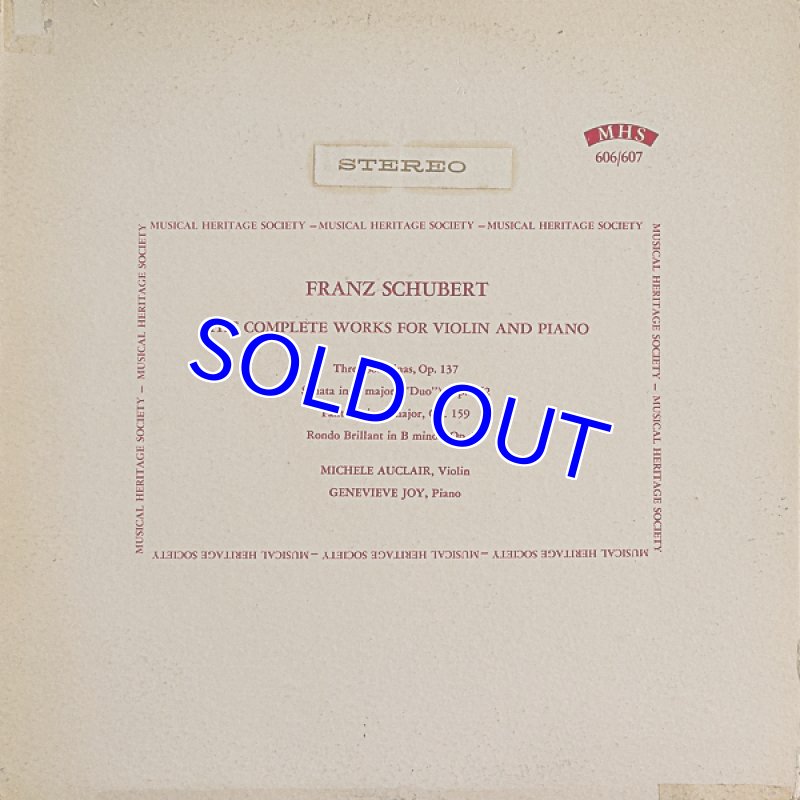 MHS
606/607
STEREO
MUSICAL HERITAGE SOCIETY – MUSICAL HERITAGE SOCIETY – MUSICAL HERITAGE SOCIETY
MUSICAL HERITAGE SOCIETY – MUSICAL HERITAGE SOCIETY
MUSICAL HERITAGE SOCIETY – MUSICAL HERITAGE SOCIETY
FRANZ SCHUBERT
COMPLETE WORKS FOR VIOLIN AND PIANO
Op. 137
in major "Duo"
major, 159
Rondo Brillant in B
SOLD OUT
MICHELE AUCLAIR, Violin
GENEVIEVE JOY, Piano
MUSICAL HERITAGE SOCIETY – MUSICAL HERITAGE SOCIETY – MUSICAL HERITAGE SOCIETY